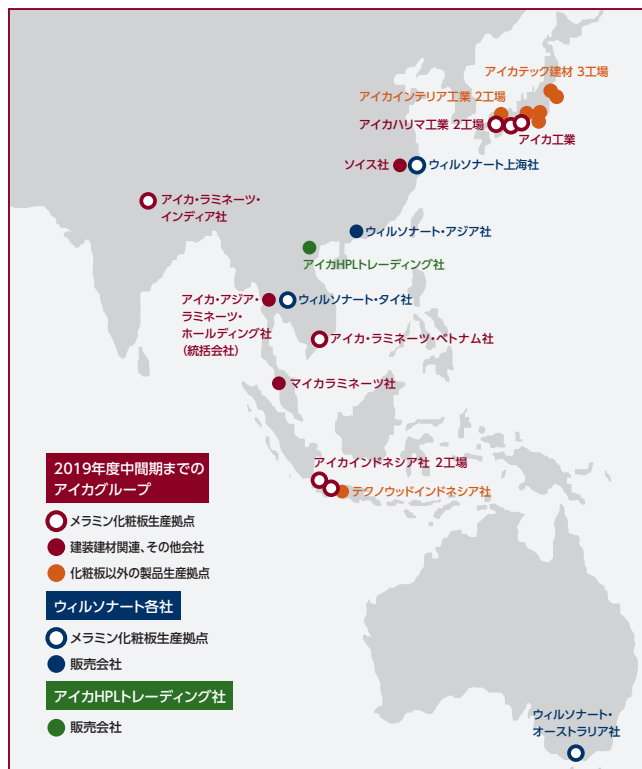 アイカテック建材 3工場
アイカインテリア工業 2工場
アイカハリマ工業 2工場
アイカ工業
ソイス社
ウィルソナート上海社
アイカ・ラミネーツ・
インディア社
ウィルソナート・アジア社
アイカHPLトレーディング社
アイカ・アジア・
ラミネーツ・
ホールディング社
（統括会社）
ウィルソナート・タイ社
アイカ・ラミネーツ・ベトナム社
マイカラミネーツ社
アイカインドネシア社 2工場
テクノウッドインドネシア社
2019年度中間期までの
アイカグループ
メラミン化粧板生産拠点
建装建材関連、その他会社
化粧板以外の製品生産拠点
ウィルソナート各社
メラミン化粧板生産拠点
販売会社
アイカHPLトレーディング社
販売会社
ウィルソナート・
オーストラリア社